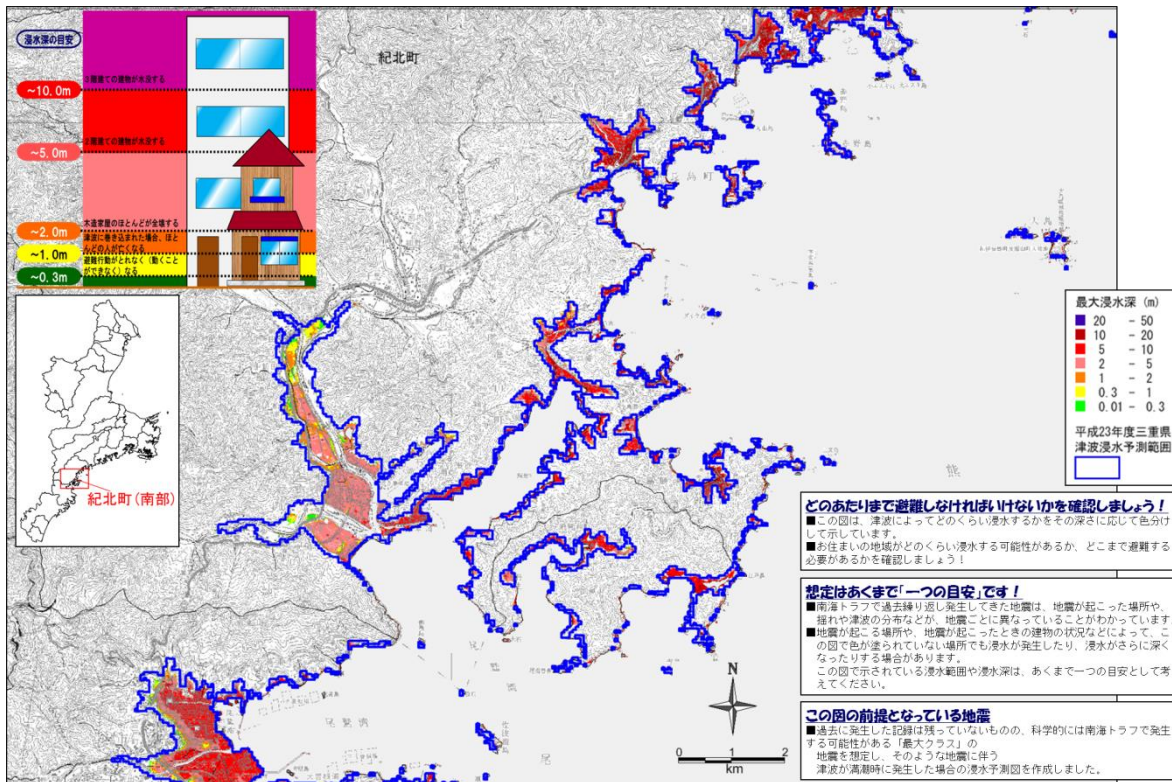 浸水深の目安
紀北町
3階建ての建物が水没する
~10.0m
2階建ての建物が水没する
~5.0m
木造家屋のほとんどが全壊する
~2.0m
津波に巻き込まれた場合、ほと
んどの人が亡くなる
~1.0m
避難行動がとれなく（動くこと
ができなく）なる
~0.3m
紀北町(南部)
最大浸水深 (m)
20 - 50
10 - 20
5 - 10
2 - 5
1 - 2
0.3 - 1
0.01 - 0.3
平成23年度三重県
津波浸水予測範囲
どのあたりまで避難しなければいけないかを確認しましょう！
■この図は、津波によってどのくらい浸水するかをその深さに応じて色分け
して示しています。
■お住まいの地域がどのくらい浸水する可能性があるか、どこまで避難する
必要があるかを確認しましょう！
想定はあくまで「一つの目安」です！
■南海トラフで過去繰り返し発生してきた地震は、地震が起こった場所や、
揺れや津波の分布などが、地震ごとに異なっていることがわかっています
■地震が起こる場所や、地震が起こったときの建物の状況などによって、こ
の図で色が塗られていない場所でも浸水が発生したり、浸水がさらに深く
なったりする場合があります。
この図で示されている浸水範囲や浸水深は、あくまで一つの目安として考
えてください。
この図の前提となっている地震
■過去に発生した記録は残っていないものの、科学的には南海トラフで発生
する可能性がある「最大クラス」の
地震を想定し、そのような地震に伴う
津波が満潮時に発生した場合の浸水予測図を作成しました。
N
0 1 2
km
熊